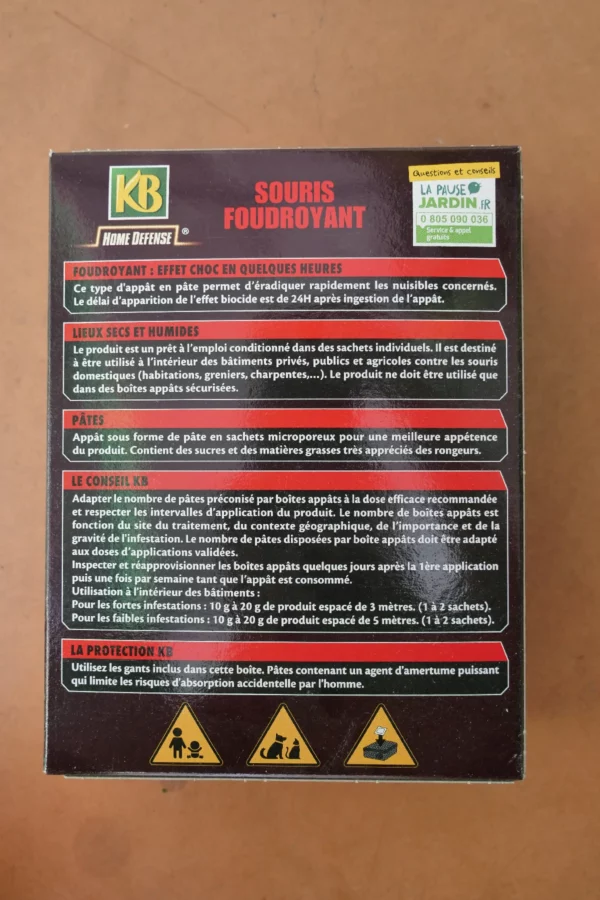 KB
HOME DEFENSE ®
SOURIS
FOUDROYANT
Questions et conseils
LA PAUSE
JARDIN.FR
0 805 090 036
Service & appel
gratuits
FOUDROYANT : EFFET CHOC EN QUELQUES HEURES
Ce type d'appât en pâte permet d'éradiquer rapidement les nuisibles concernés.
Le délai d'apparition de l'effet biocide est de 24H après ingestion de l'appât.
LIEUX SECS ET HUMIDES
Le produit est un prêt à l'emploi conditionné dans des sachets individuels. Il est destiné
à être utilisé à l'intérieur des bâtiments privés, publics et agricoles contre les souris
domestiques (habitations, greniers, charpentes,...). Le produit ne doit être utilisé que
dans des boîtes appâts sécurisées.
PÂTES
Appât sous forme de pâte en sachets microporeux pour une meilleure appétence
du produit. Contient des sucres et des matières grasses très appréciés des rongeurs.
LE CONSEIL KB
Adapter le nombre de pâtes préconisé par boîtes appâts à la dose efficace recommandée
et respecter les intervalles d'application du produit. Le nombre de boîtes appâts est
fonction du site du traitement, du contexte géographique, de l'importance et de la
gravité de l'infestation. Le nombre de pâtes disposées par boîte appâts doit être adapté
aux doses d'applications validées.
Inspecter et réapprovisionner les boîtes appâts quelques jours après la 1ère application
puis une fois par semaine tant que l'appât est consommé.
Utilisation à l'intérieur des bâtiments :
Pour les fortes infestations : 10 g à 20 g de produit espacé de 3 mètres. (1 à 2 sachets).
Pour les faibles infestations : 10 g à 20 g de produit espacé de 5 mètres. (1 à 2 sachets).
LA PROTECTION KB
Utilisez les gants inclus dans cette boîte. Pâtes contenant un agent d'amertume puissant
qui limite les risques d'absorption accidentelle par l'homme.